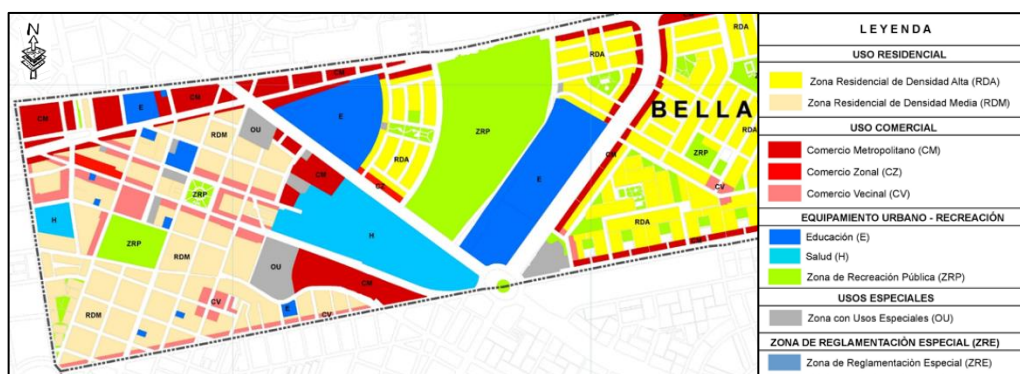 N
CM
E
CM
CM
RDM
OU
E
RDA
ZRP
RDA
RDA
BELLA
RDA
ZRP
CV
CM
RDA
E
CZ
CM
H
ZRP
H
ZRP
RDM
OU
CM
CV
E
CV
RDM
LEYENDA
USO RESIDENCIAL
Zona Residencial de Densidad Alta (RDA)
Zona Residencial de Densidad Media (RDM)
USO COMERCIAL
Comercio Metropolitano (CM)
Comercio Zonal (CZ)
Comercio Vecinal (CV)
EQUIPAMIENTO URBANO - RECREACIÓN
Educación (E)
Salud (H)
Zona de Recreación Pública (ZRP)
USOS ESPECIALES
Zona con Usos Especiales (OU)
ZONA DE REGLAMENTACIÓN ESPECIAL (ZRE)
Zona de Reglamentación Especial (ZRE)